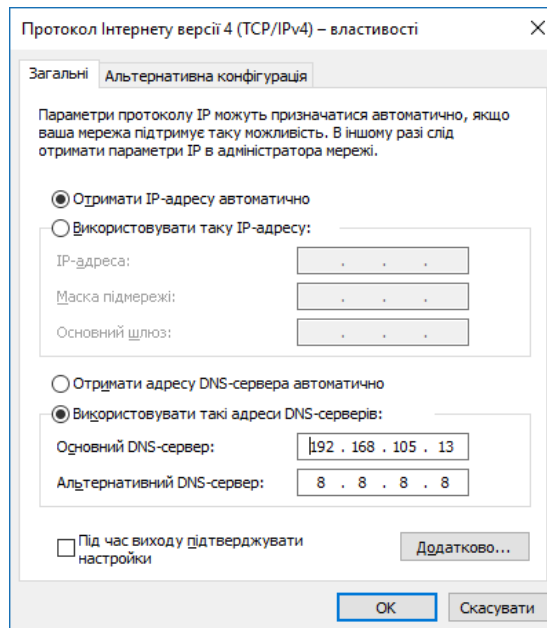 Протокол Інтернету версії 4 (TCP/IPv4) – властивості
Загальні
Альтернативна конфігурація
Параметри протоколу IP можуть призначатися автоматично, якщо
ваша мережа підтримує таку можливість. В іншому разі слід
отримати параметри IP в адміністратора мережі.
Отримати IP-адресу автоматично
Використовувати таку IP-адресу:
IP-адреса: . . .
Маска підмережі: . . .
Основний шлюз: . . .
Отримати адресу DNS-сервера автоматично
Використовувати такі адреси DNS-серверів:
Основний DNS-сервер: 192 . 168 . 105 . 13
Альтернативний DNS-сервер: 8 . 8 . 8 . 8
Під час виходу підтверджувати
настройки
Додатково...
OK
Скасувати